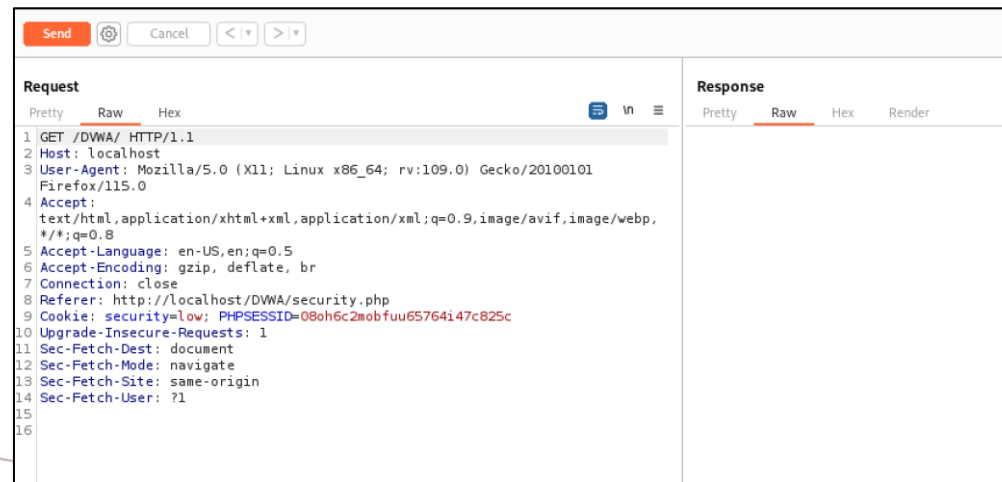 Send Cancel < >
Request
Pretty Raw Hex \n
1 GET /DVWA/ HTTP/1.1
2 Host: localhost
3 User-Agent: Mozilla/5.0 (X11; Linux x86_64; rv:109.0) Gecko/20100101
Firefox/115.0
4 Accept:
text/html,application/xhtml+xml,application/xml;q=0.9,image/avif,image/webp,
*/*;q=0.8
5 Accept-Language: en-US,en;q=0.5
6 Accept-Encoding: gzip, deflate, br
7 Connection: close
8 Referer: http://localhost/DVWA/security.php
9 Cookie: security=low; PHPSESSID=08oh6c2mobfuu65764i47c825c
10 Upgrade-Insecure-Requests: 1
11 Sec-Fetch-Dest: document
12 Sec-Fetch-Mode: navigate
13 Sec-Fetch-Site: same-origin
14 Sec-Fetch-User: ?1
15
16
Response
Pretty Raw Hex Render